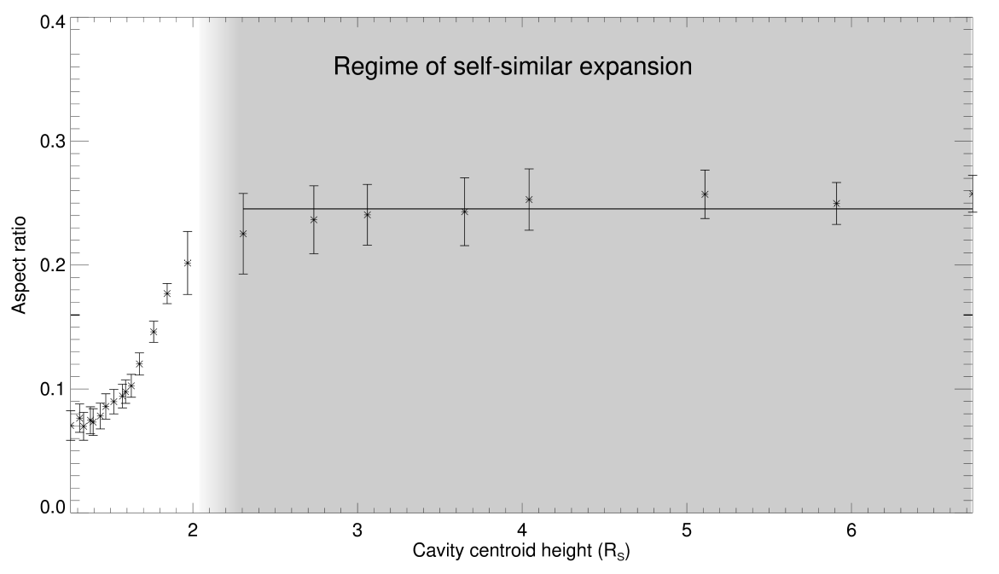 0.4
Regime of self-similar expansion
0.3
0.2
0.1
0.0
Aspect ratio
2 3 4 5 6
Cavity centroid height (R_S)